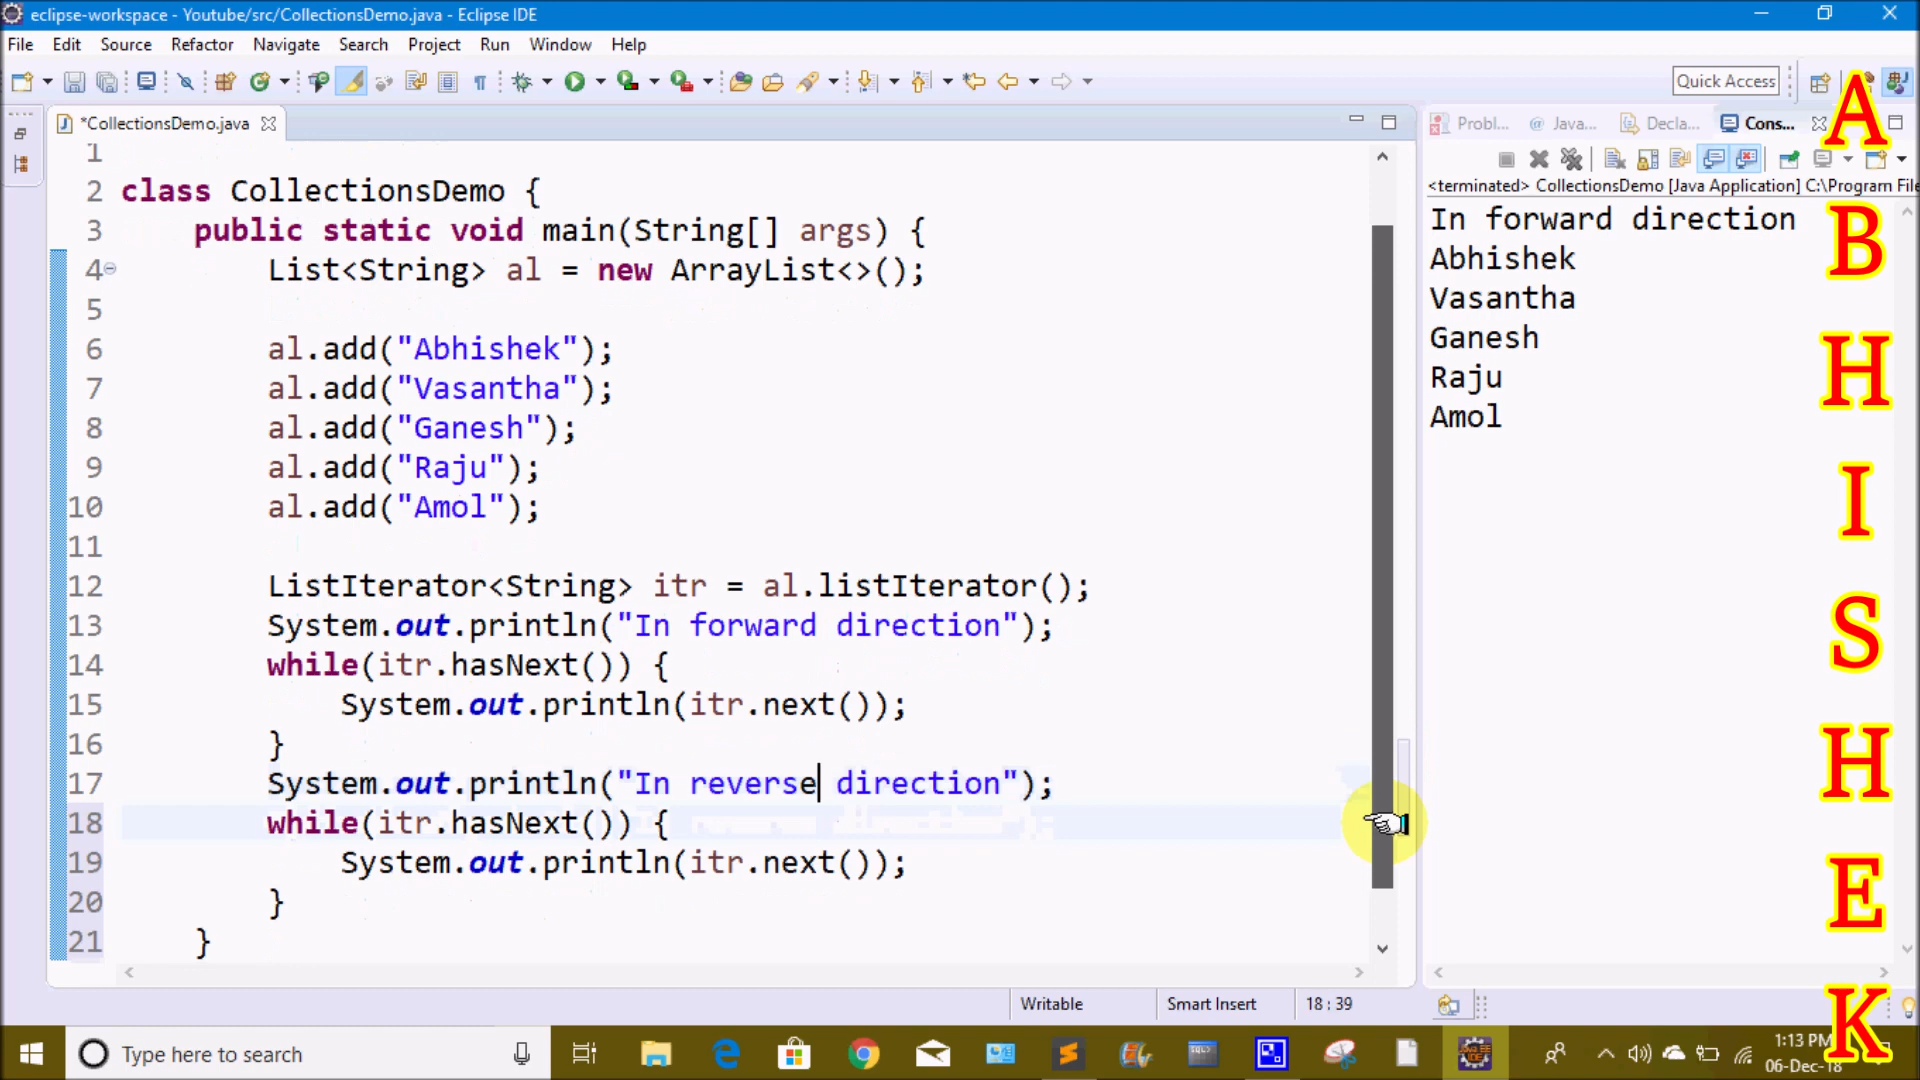 eclipse-workspace - Youtube/src/CollectionsDemo.java - Eclipse IDE
File Edit Source Refactor Navigate Search Project Run Window Help
Quick Access
*CollectionsDemo.java
1
2 class CollectionsDemo {
3 public static void main(String[] args) {
4 List<String> al = new ArrayList<>();
5
6 al.add("Abhishek");
7 al.add("Vasantha");
8 al.add("Ganesh");
9 al.add("Raju");
10 al.add("Amol");
11
12 ListIterator<String> itr = al.listIterator();
13 System.out.println("In forward direction");
14 while(itr.hasNext()) {
15 System.out.println(itr.next());
16 }
17 System.out.println("In reverse direction");
18 while(itr.hasNext()) {
19 System.out.println(itr.next());
20 }
21 }
Probl... Java... Decla... Cons...
<terminated> CollectionsDemo [Java Application] C:\Program File
In forward direction
Abhishek
Vasantha
Ganesh
Raju
Amol
A
B
H
I
S
H
E
K
Writable Smart Insert 18 : 39
Type here to search
1:13 PM
06-Dec-18